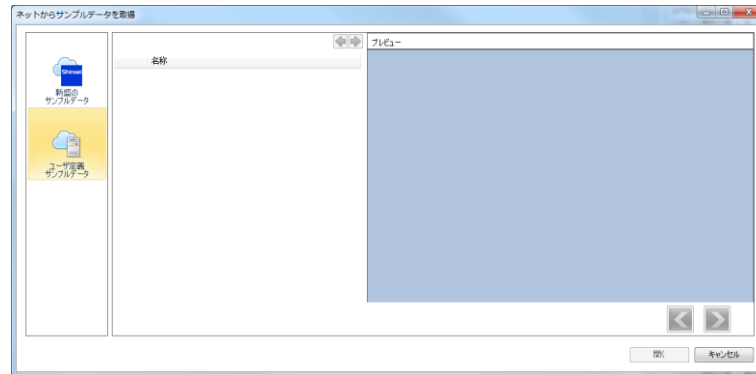 ネットからサンプルデータを取得
プレビュー
名称
Shinsei
新盛の
サンプルデータ
ユーザ定義
サンプルデータ
開く
キャンセル